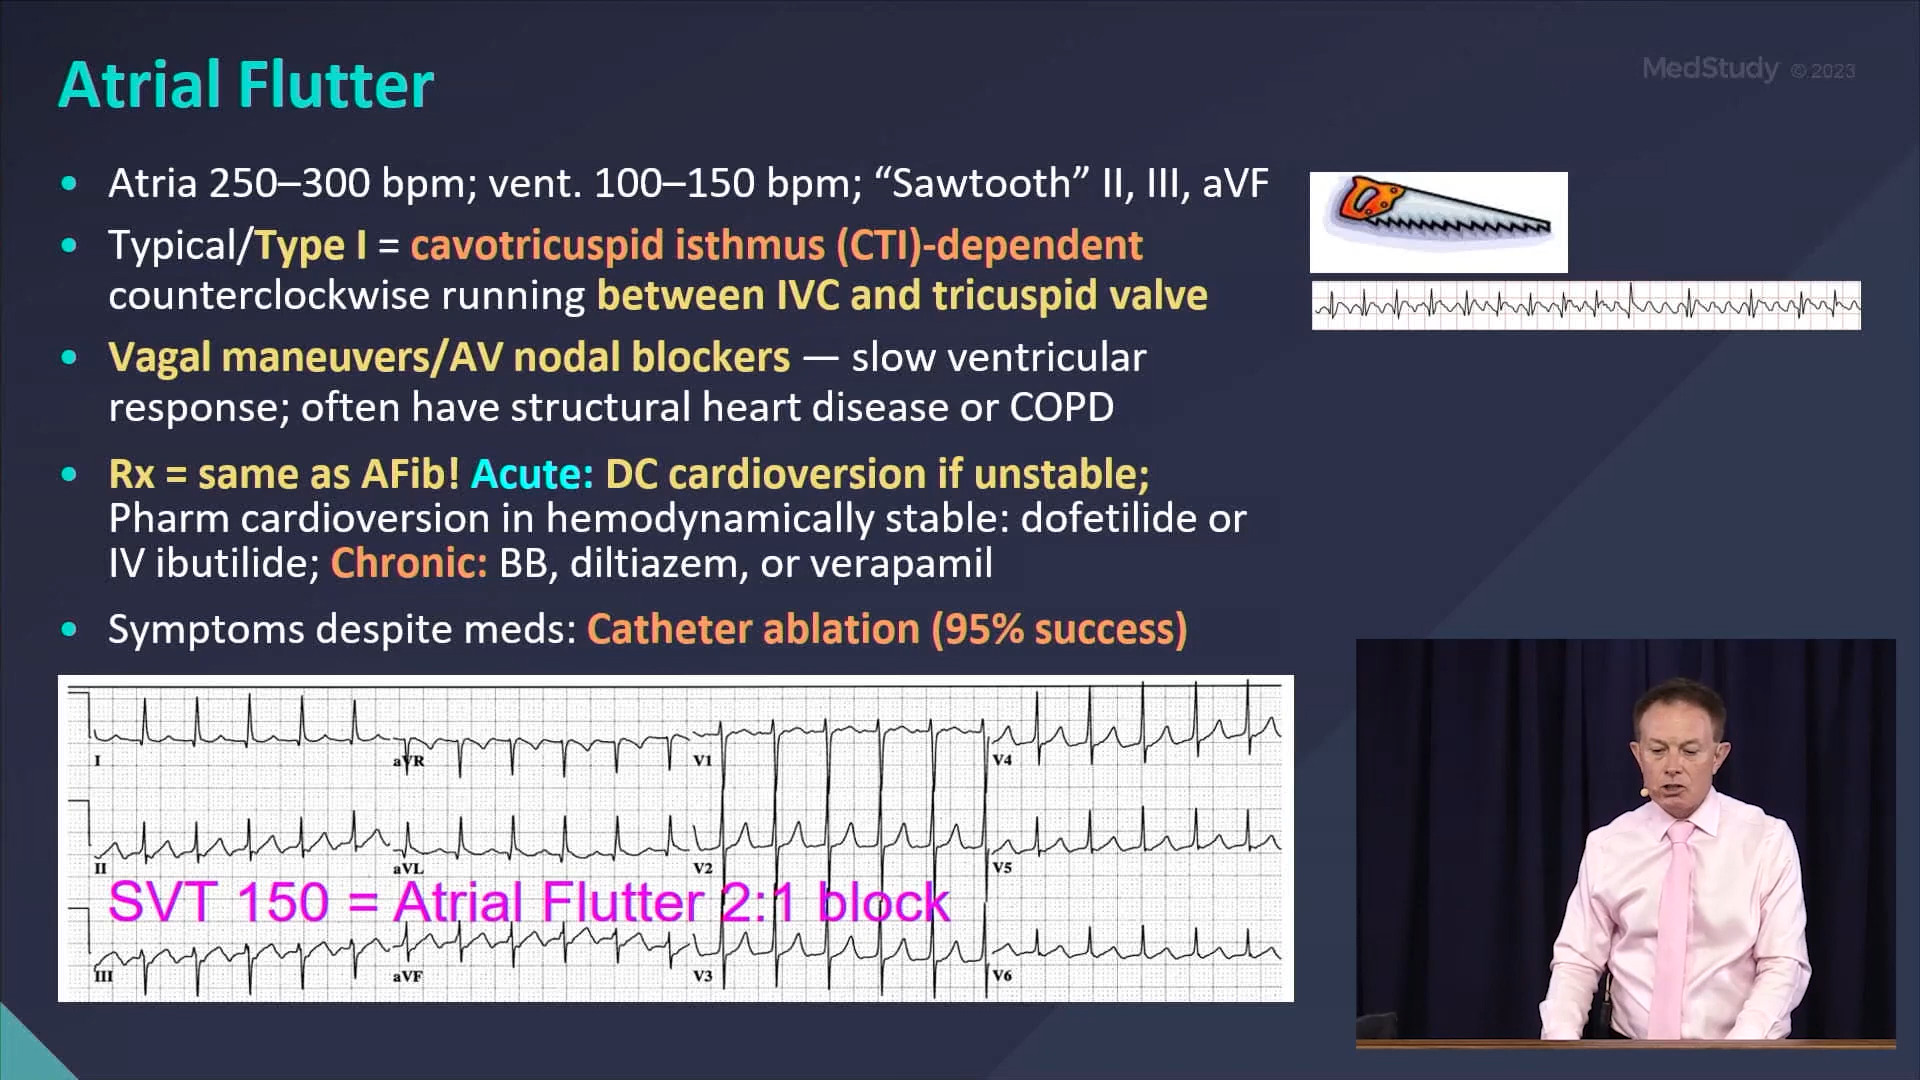 Atrial Flutter
MedStudy © 2023
• Atria 250–300 bpm; vent. 100–150 bpm; “Sawtooth” II, III, aVF
• Typical/Type I = cavotricuspid isthmus (CTI)-dependent
counterclockwise running between IVC and tricuspid valve
• Vagal maneuvers/AV nodal blockers — slow ventricular
response; often have structural heart disease or COPD
• Rx = same as AFib! Acute: DC cardioversion if unstable;
Pharm cardioversion in hemodynamically stable: dofetilide or
IV ibutilide; Chronic: BB, diltiazem, or verapamil
• Symptoms despite meds: Catheter ablation (95% success)
I aVR V1 V4
II aVL V2 V5
SVT 150 = Atrial Flutter 2:1 block
III aVF V3 V6